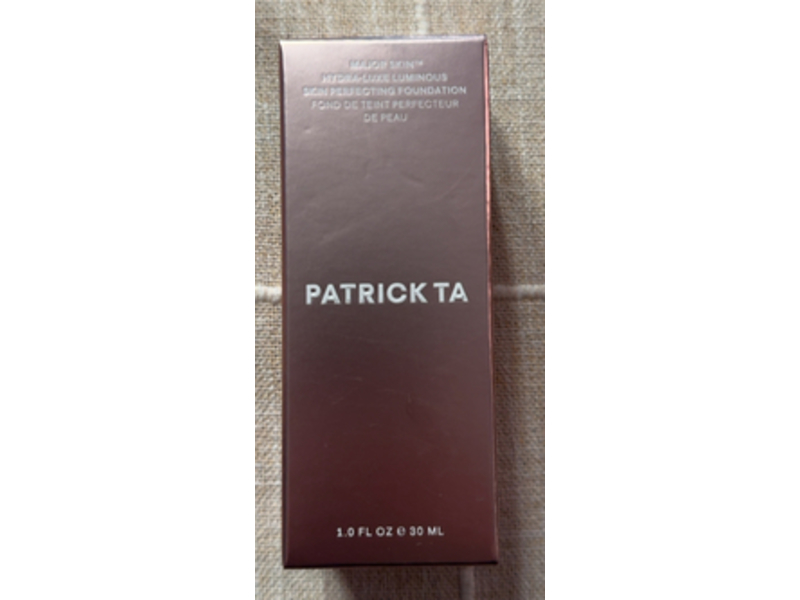 MAJOR SKIN™
HYDRA-LUXE LUMINOUS
SKIN PERFECTING FOUNDATION
FOND DE TEINT PERFECTEUR
DE PEAU
PATRICK TA
1.0 FL OZ ℮ 30 ML